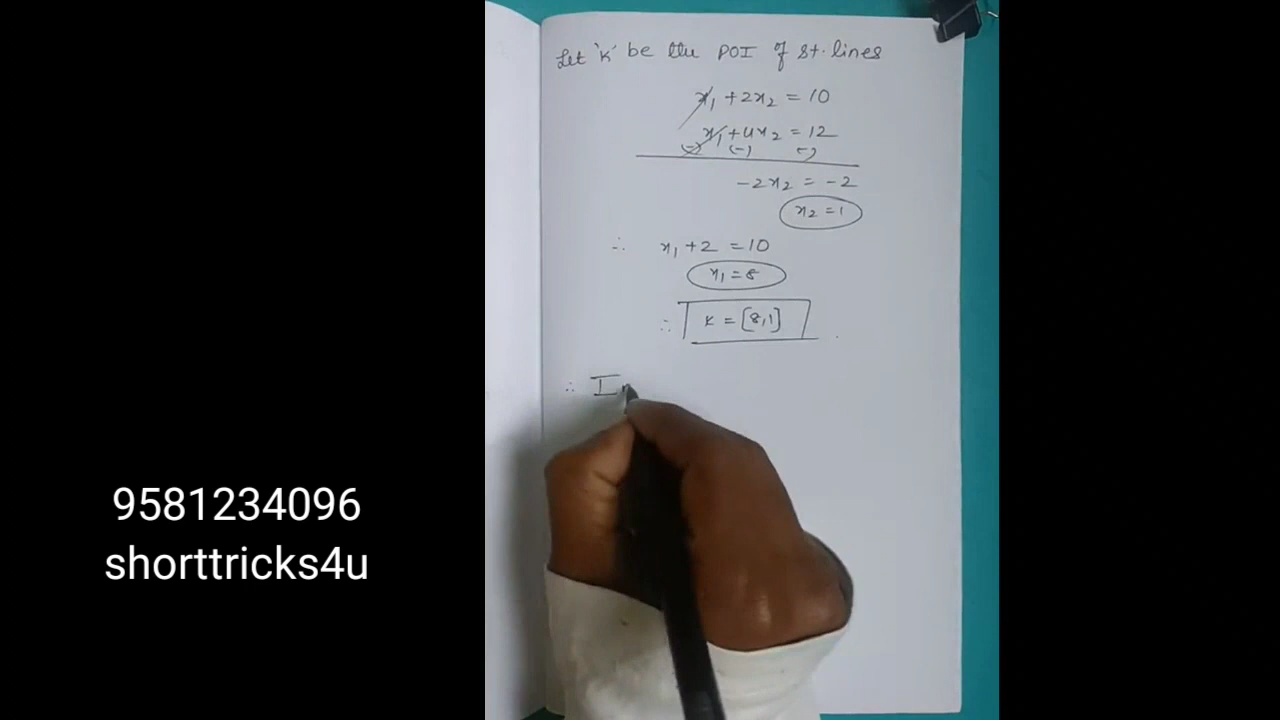 Let 'K' be the POI of st. lines
x₁ + 2x₂ = 10
x₁ + 4x₂ = 12
(-) (-) (-)
-2x₂ = -2
x₂ = 1
∴ x₁ + 2 = 10
x₁ = 8
∴ K = [8,1]
∴ In
9581234096
shorttricks4u